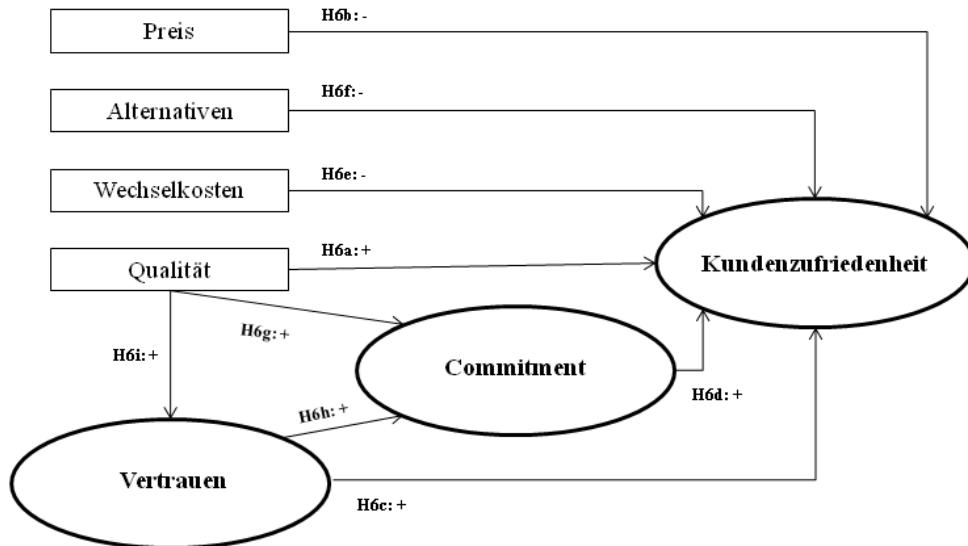 H6b: -
Preis
H6f: -
Alternativen
H6e: -
Wechselkosten
H6a: +
Qualität
Kundenzufriedenheit
H6g: +
H6i: +
Commitment
H6d: +
H6h: +
Vertrauen
H6c: +